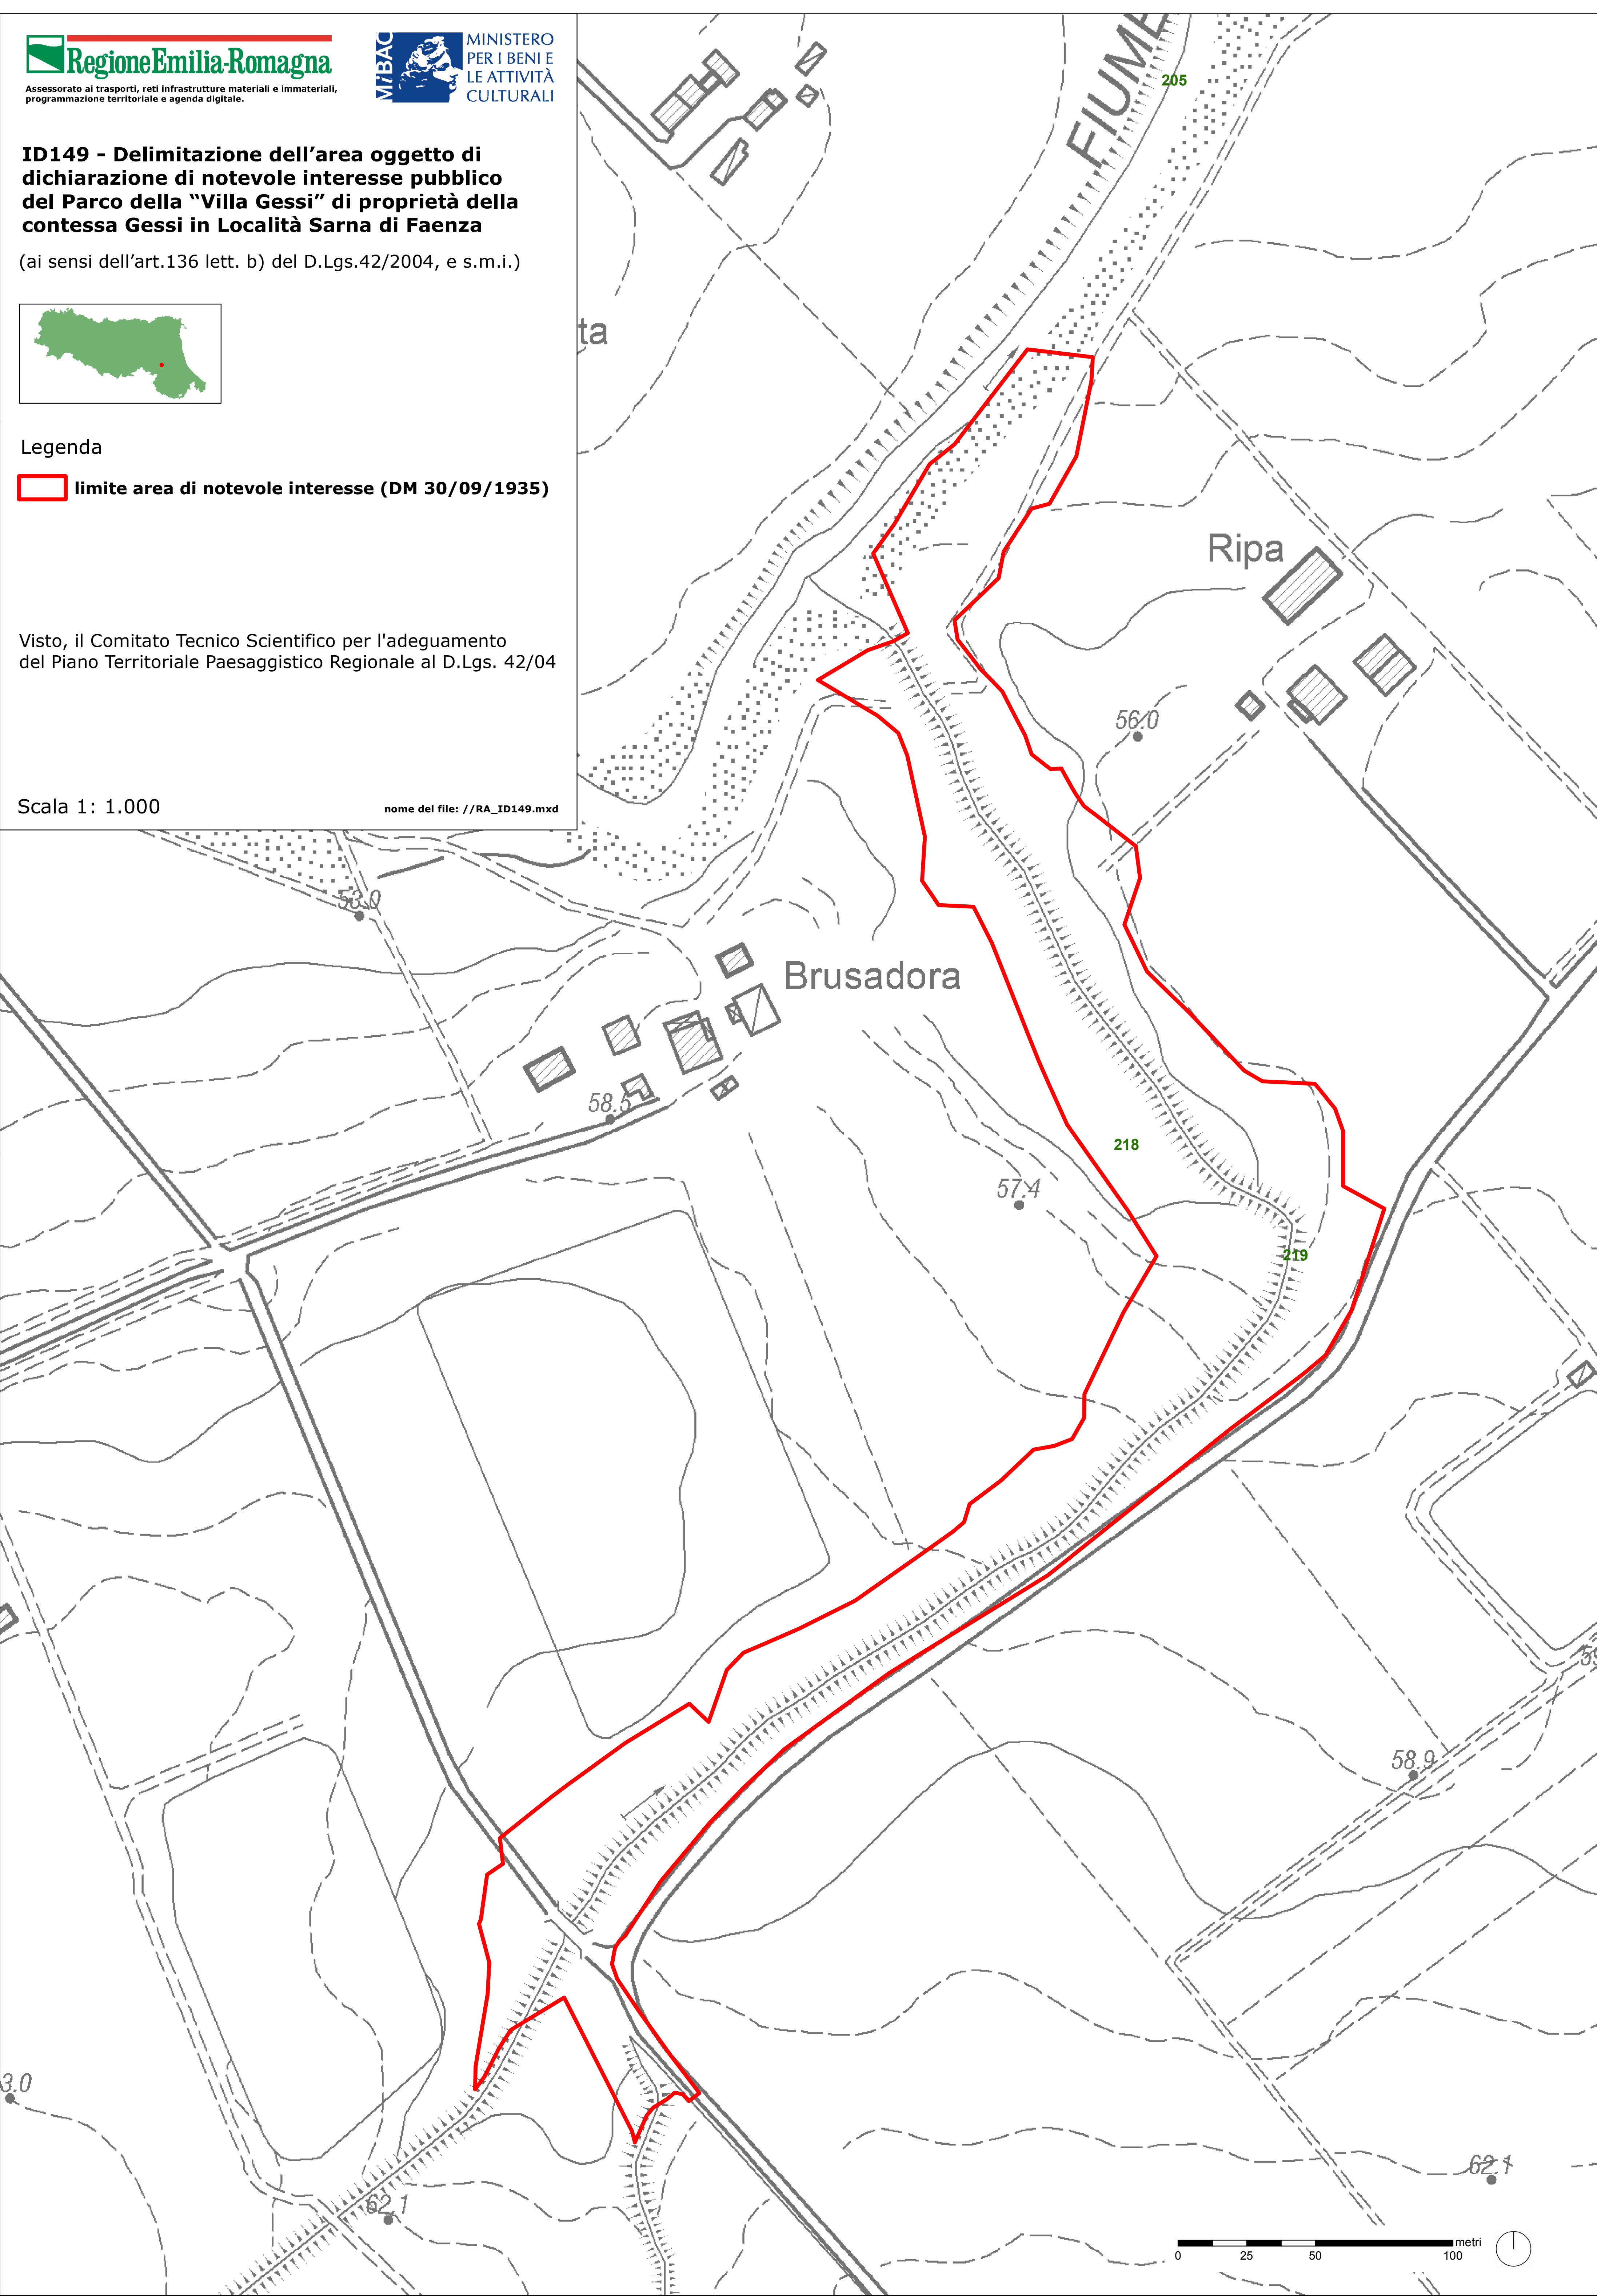 RegioneEmilia-Romagna
Assessorato ai trasporti, reti infrastrutture materiali e immateriali,
programmazione territoriale e agenda digitale.
MiBAC
MINISTERO
PER I BENI E
LE ATTIVITÀ
CULTURALI
ID149 - Delimitazione dell’area oggetto di
dichiarazione di notevole interesse pubblico
del Parco della “Villa Gessi” di proprietà della
contessa Gessi in Località Sarna di Faenza
(ai sensi dell’art.136 lett. b) del D.Lgs.42/2004, e s.m.i.)
Legenda
limite area di notevole interesse (DM 30/09/1935)
Visto, il Comitato Tecnico Scientifico per l'adeguamento
del Piano Territoriale Paesaggistico Regionale al D.Lgs. 42/04
Scala 1: 1.000
nome del file: //RA_ID149.mxd
FIUME
205
ta
Ripa
56.0
53.0
Brusadora
58.5
218
57.4
219
58.9
3.0
62.1
62.1
metri
0 25 50 100